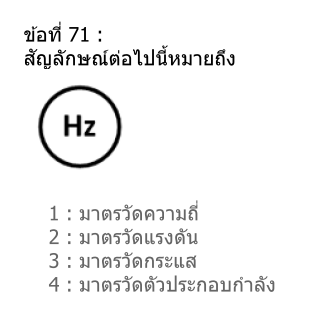 ข้อที่ 71 :
สัญลักษณ์ต่อไปนี้หมายถึง
Hz
1 : มาตรวัดความถี่
2 : มาตรวัดแรงดัน
3 : มาตรวัดกระแส
4 : มาตรวัดตัวประกอบกำลัง